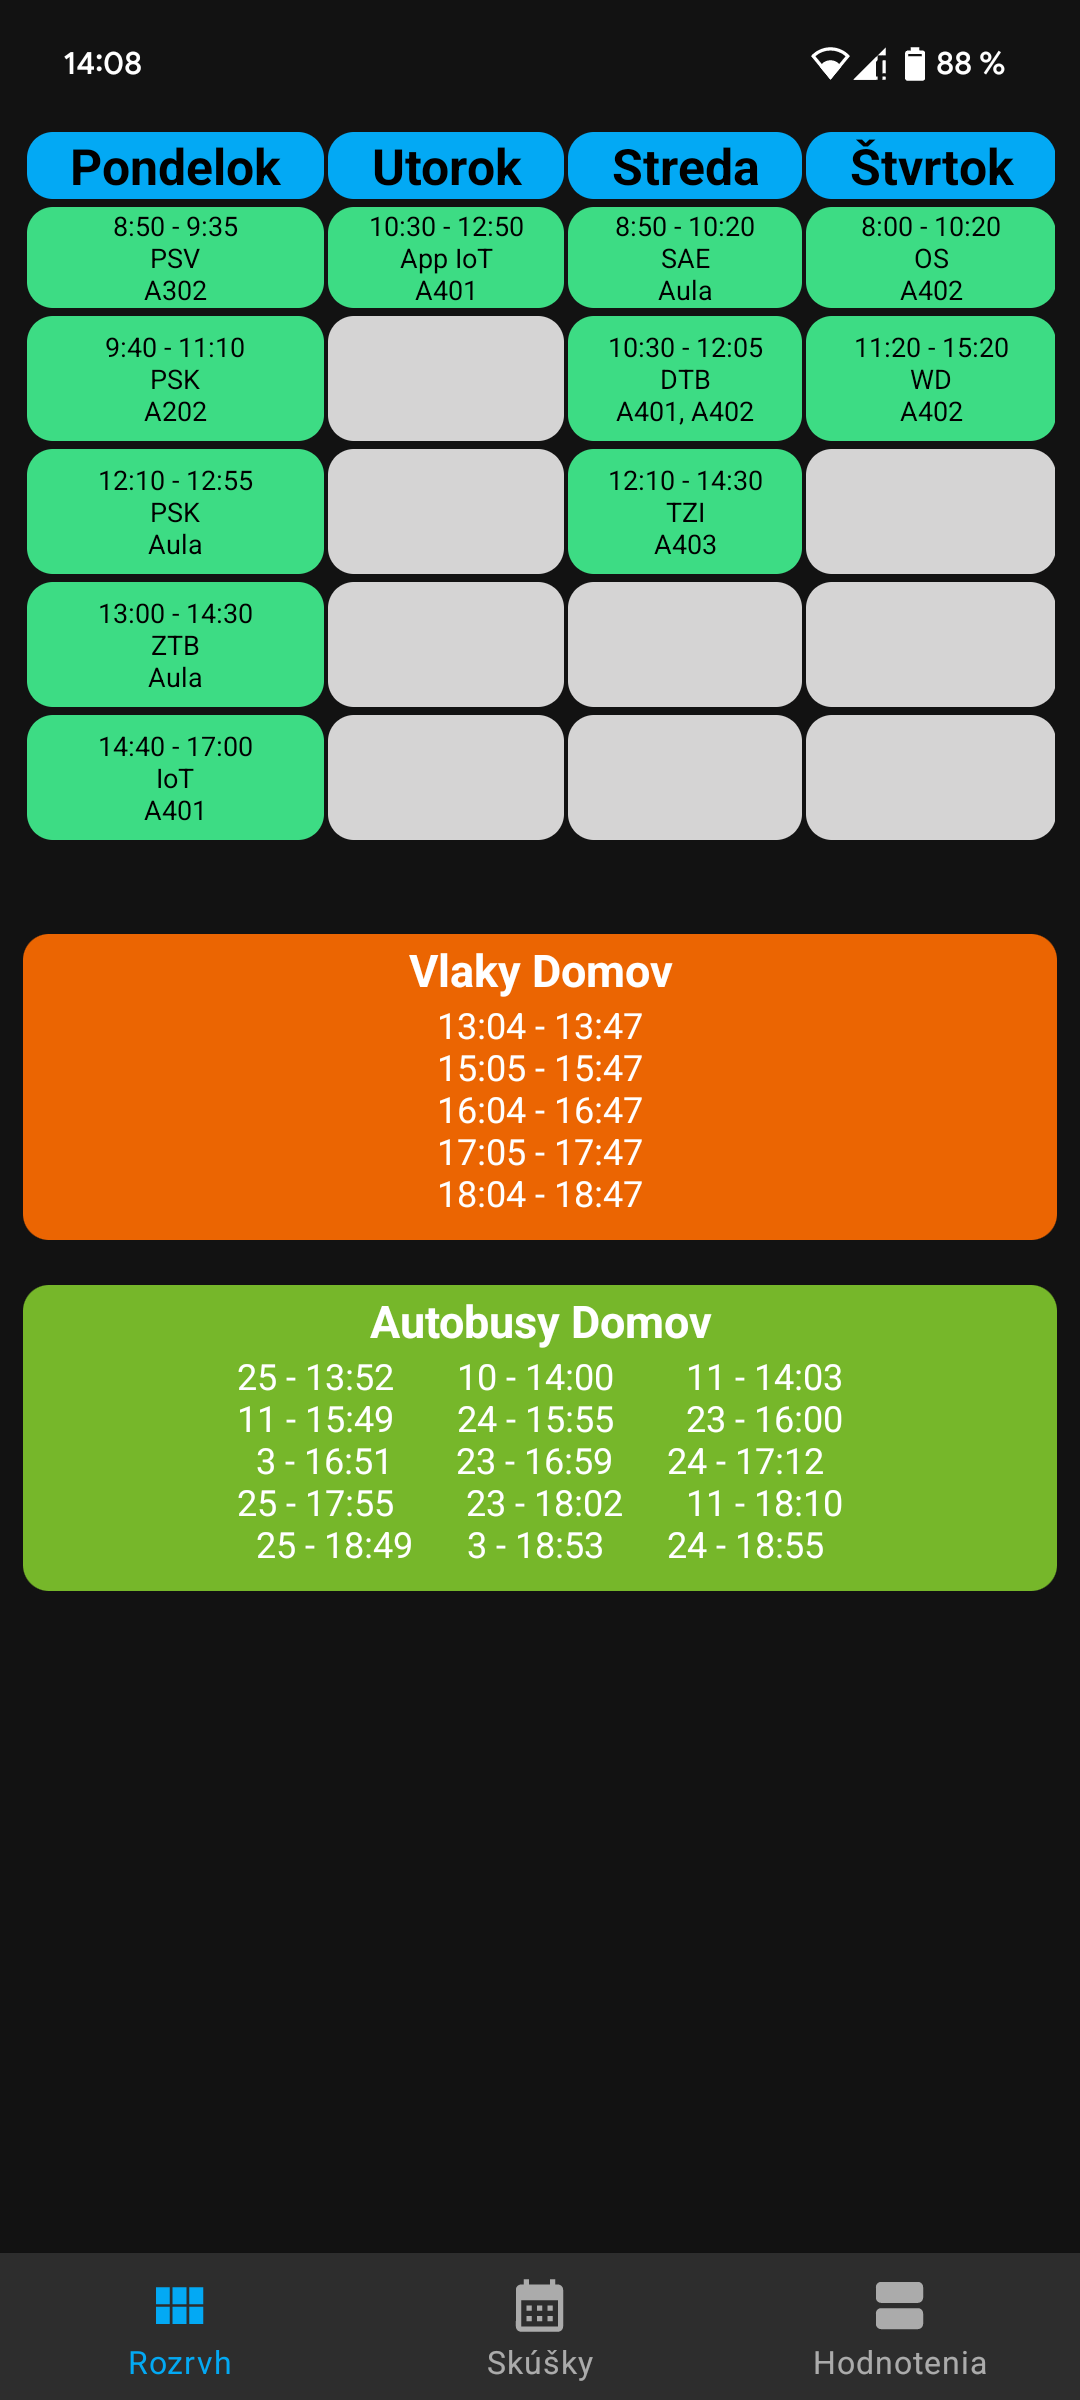 14:08
88 %
Pondelok Utorok Streda Štvrtok
8:50 - 9:35 10:30 - 12:50 8:50 - 10:20 8:00 - 10:20
PSV App IoT SAE OS
A302 A401 Aula A402
9:40 - 11:10 10:30 - 12:05 11:20 - 15:20
PSK DTB WD
A202 A401, A402 A402
12:10 - 12:55 12:10 - 14:30
PSK TZI
Aula A403
13:00 - 14:30
ZTB
Aula
14:40 - 17:00
IoT
A401
Vlaky Domov
13:04 - 13:47
15:05 - 15:47
16:04 - 16:47
17:05 - 17:47
18:04 - 18:47
Autobusy Domov
25 - 13:52 10 - 14:00 11 - 14:03
11 - 15:49 24 - 15:55 23 - 16:00
3 - 16:51 23 - 16:59 24 - 17:12
25 - 17:55 23 - 18:02 11 - 18:10
25 - 18:49 3 - 18:53 24 - 18:55
Rozrvh Skúšky Hodnotenia